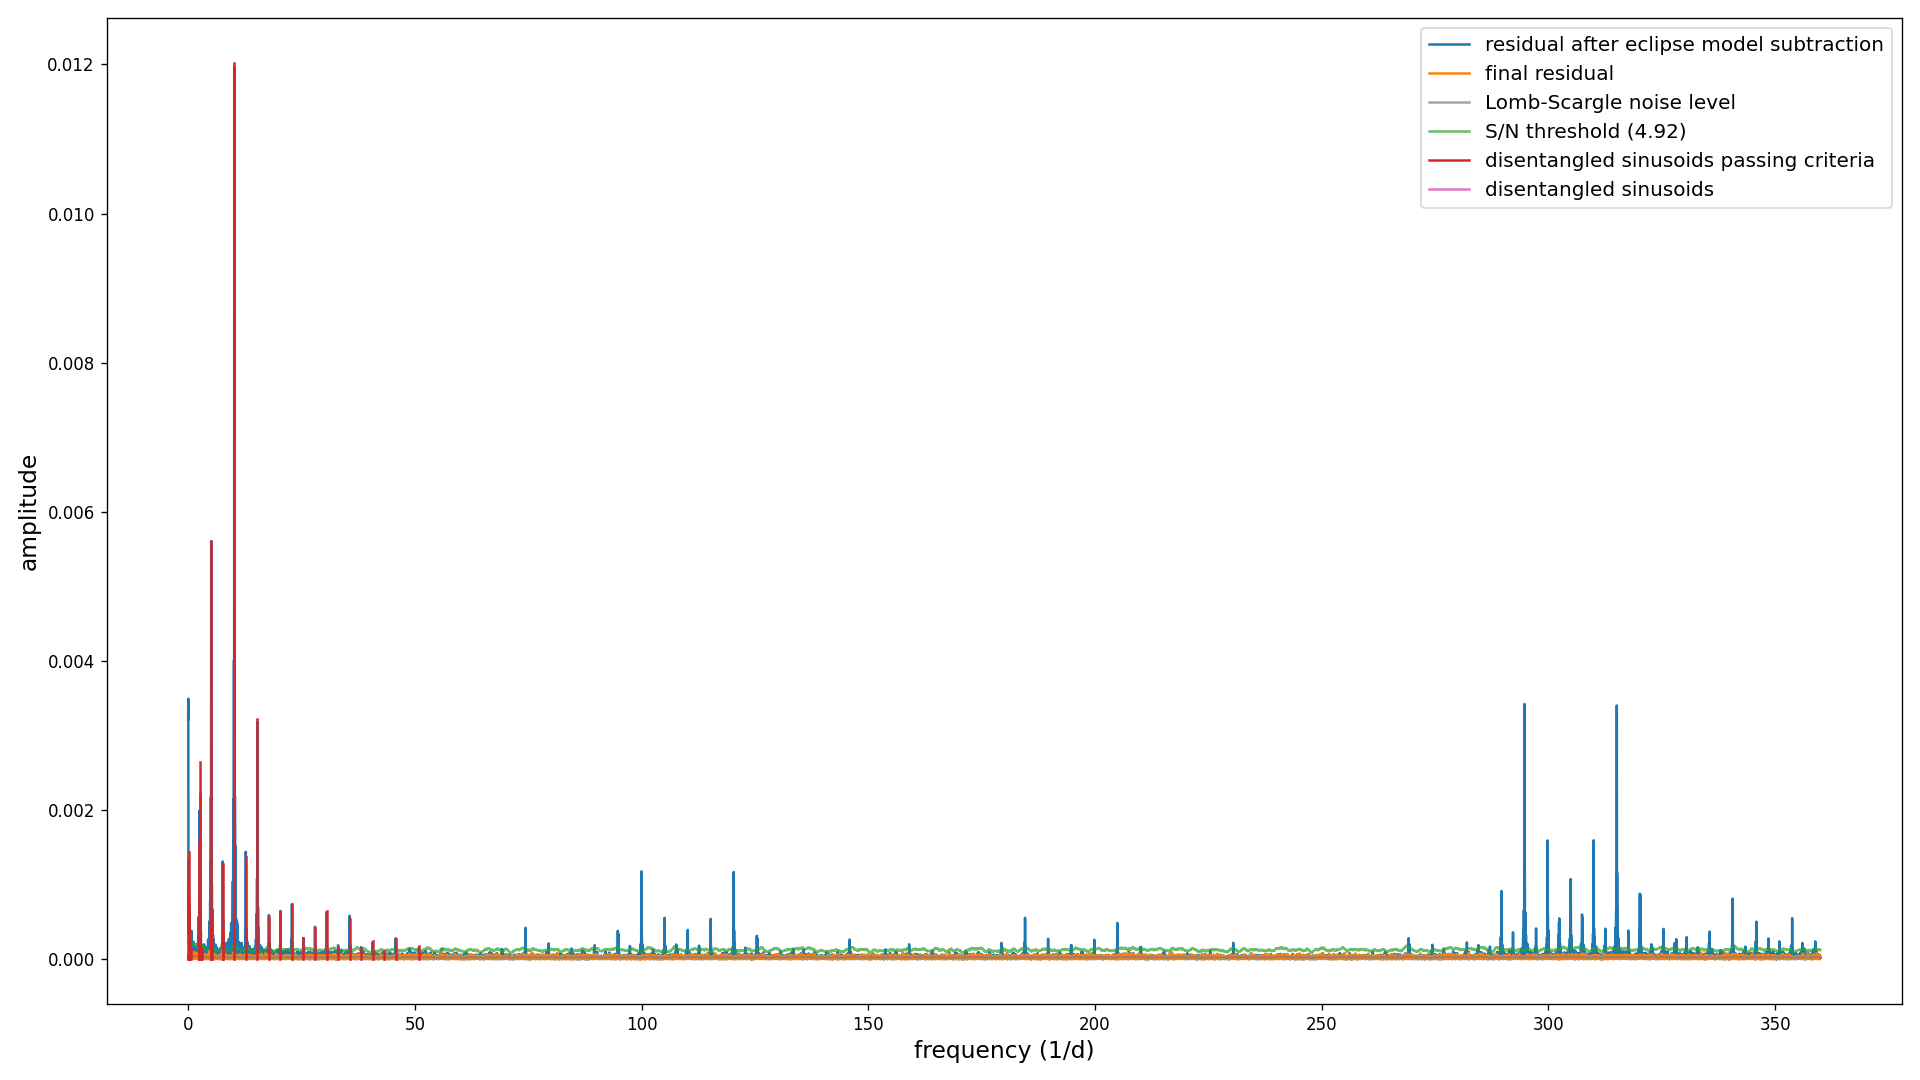 residual after eclipse model subtraction
final residual
Lomb-Scargle noise level
S/N threshold (4.92)
disentangled sinusoids passing criteria
disentangled sinusoids
0.012
0.010
0.008
0.006
0.004
0.002
0.000
amplitude
0 50 100 150 200 250 300 350
frequency (1/d)